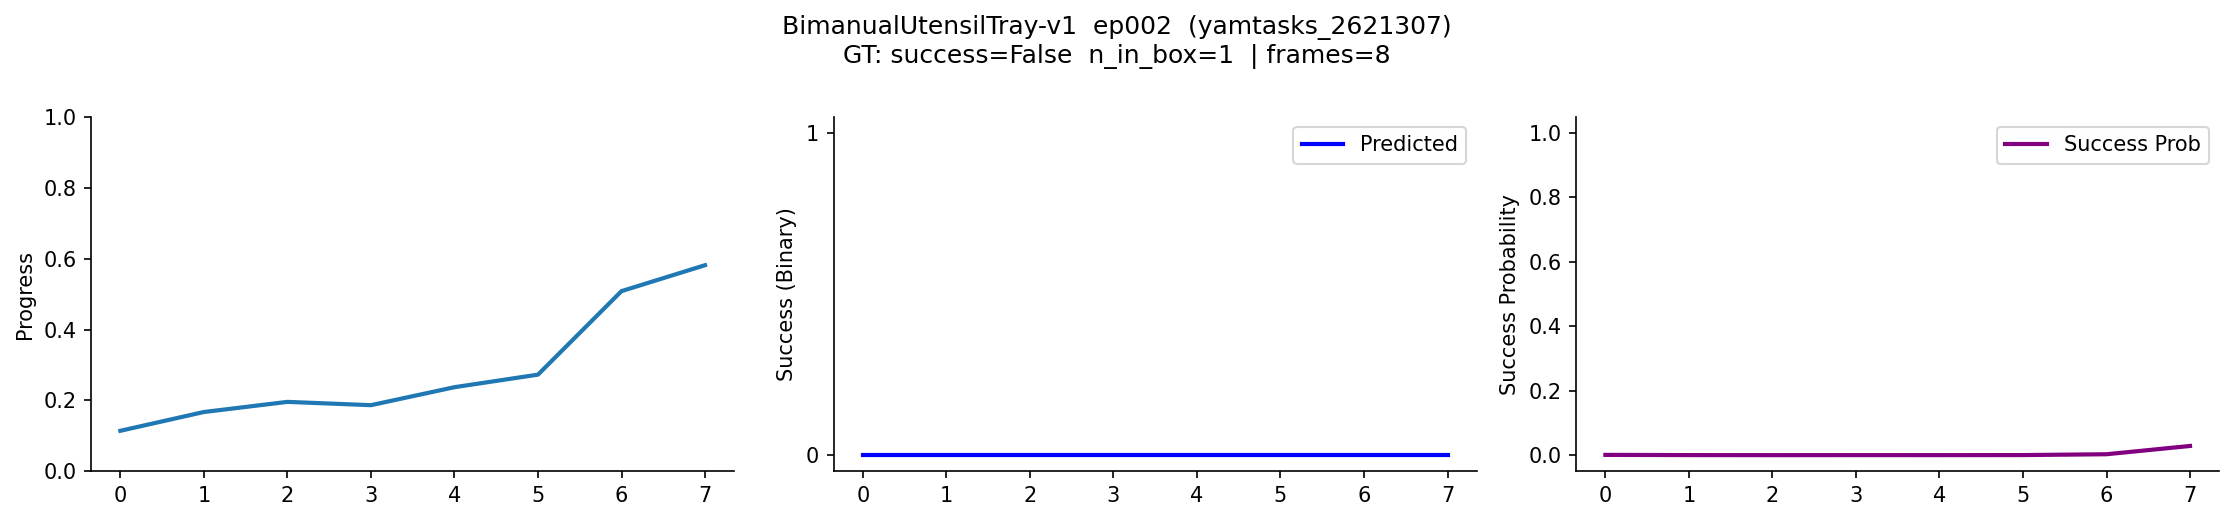 BimanualUtensilTray-v1  ep002  (yamtasks_2621307)
GT: success=False  n_in_box=1  | frames=8
Progress
1.0
0.8
0.6
0.4
0.2
0.0
0 1 2 3 4 5 6 7
Success (Binary)
1
0
Predicted
0 1 2 3 4 5 6 7
Success Probability
1.0
0.8
0.6
0.4
0.2
0.0
Success Prob
0 1 2 3 4 5 6 7